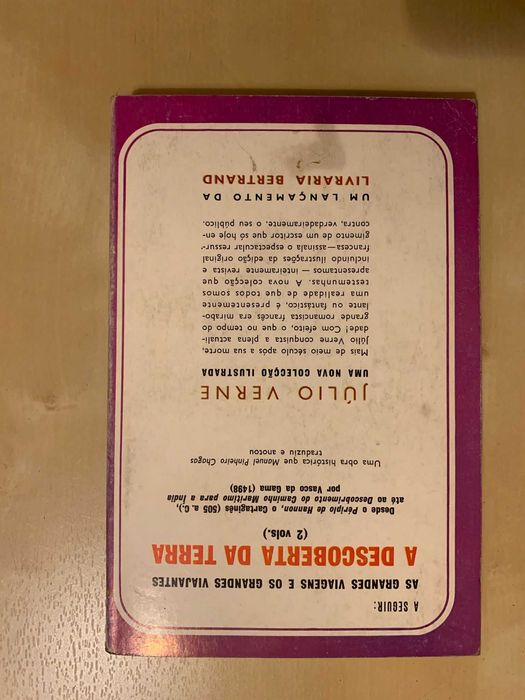 A SEGUIR:
AS GRANDES VIAGENS E OS GRANDES VIAJANTES
A DESCOBERTA DA TERRA
(2 vols.)
Desde o Périplo de Hannon, o Cartaginês (505 a. C.),
até ao Descobrimento do Caminho Marítimo para a Índia
por Vasco da Gama (1498)
Uma obra histórica que Manuel Pinheiro Chagas
traduziu e anotou
JÚLIO VERNE
UMA NOVA COLECÇÃO ILUSTRADA
Mais de meio século após a sua morte,
Júlio Verne conquista a plena actuali-
dade! Com efeito, o que no tempo do
grande romancista francês era mirabo-
lante ou fantástico, é presentemente
uma realidade de que todos somos
testemunhas. A nova colecção que
apresentamos — inteiramente revista e
incluindo ilustrações da edição original
francesa — assinala o espectacular ressur-
gimento de um escritor que só hoje en-
contra, verdadeiramente, o seu público.
UM LANÇAMENTO DA
LIVRARIA BERTRAND